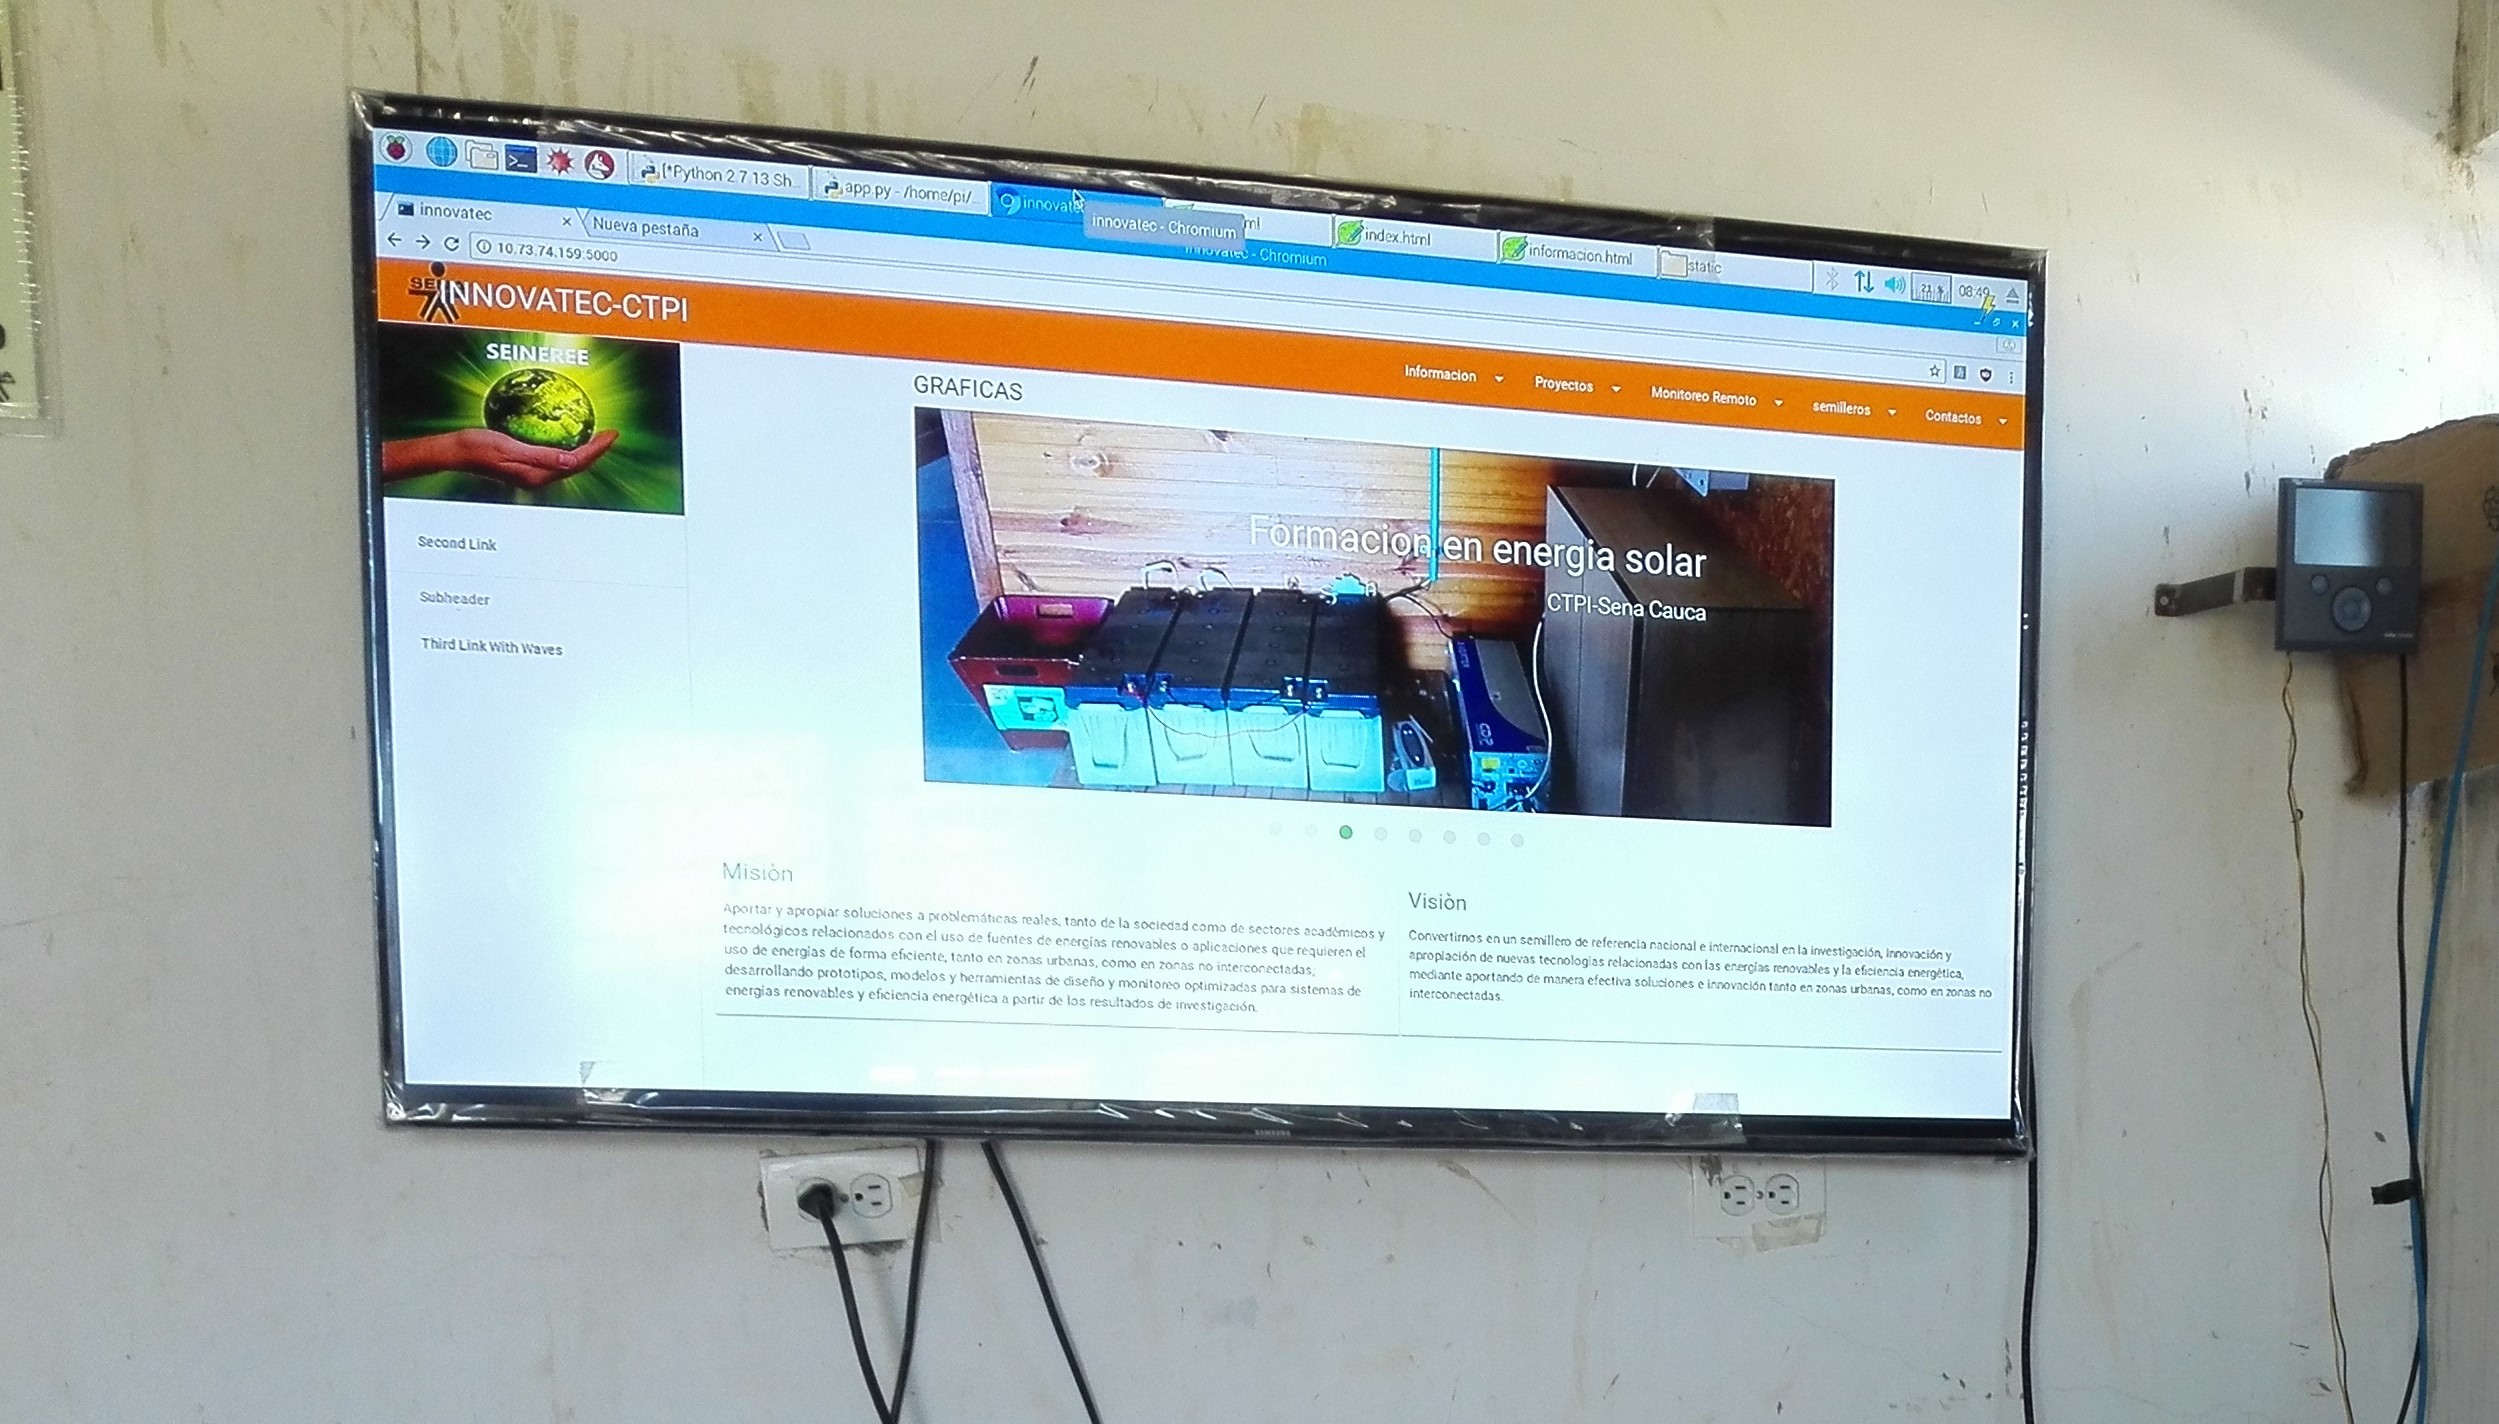 [*Python 2.7.13 Sh...
app.py - /home/pi/...
innovatec
index.html
informacion.html
static
21 %
08:49
innovatec - Chromium
innovatec - Chromium
innovatec
Nueva pestaña
10.73.74.159:5000
INNOVATEC-CTPI
Informacion
Proyectos
Monitoreo Remoto
semilleros
Contactos
SEINEREE
Second Link
Subheader
Third Link With Waves
GRAFICAS
Formacion en energia solar
CTPI-Sena Cauca
Misiòn
Aportar y apropiar soluciones a problemáticas reales, tanto de la sociedad como de sectores académicos y
tecnológicos relacionados con el uso de fuentes de energías renovables o aplicaciones que requieren el
uso de energías de forma eficiente, tanto en zonas urbanas, como en zonas no interconectadas,
desarrollando prototipos, modelos y herramientas de diseño y monitoreo optimizadas para sistemas de
energías renovables y eficiencia energética a partir de los resultados de investigación.
Visiòn
Convertirnos en un semillero de referencia nacional e internacional en la investigación, innovación y
apropiación de nuevas tecnologías relacionadas con las energías renovables y la eficiencia energética,
mediante aportando de manera efectiva soluciones e innovación tanto en zonas urbanas, como en zonas no
interconectadas.
SAMSUNG